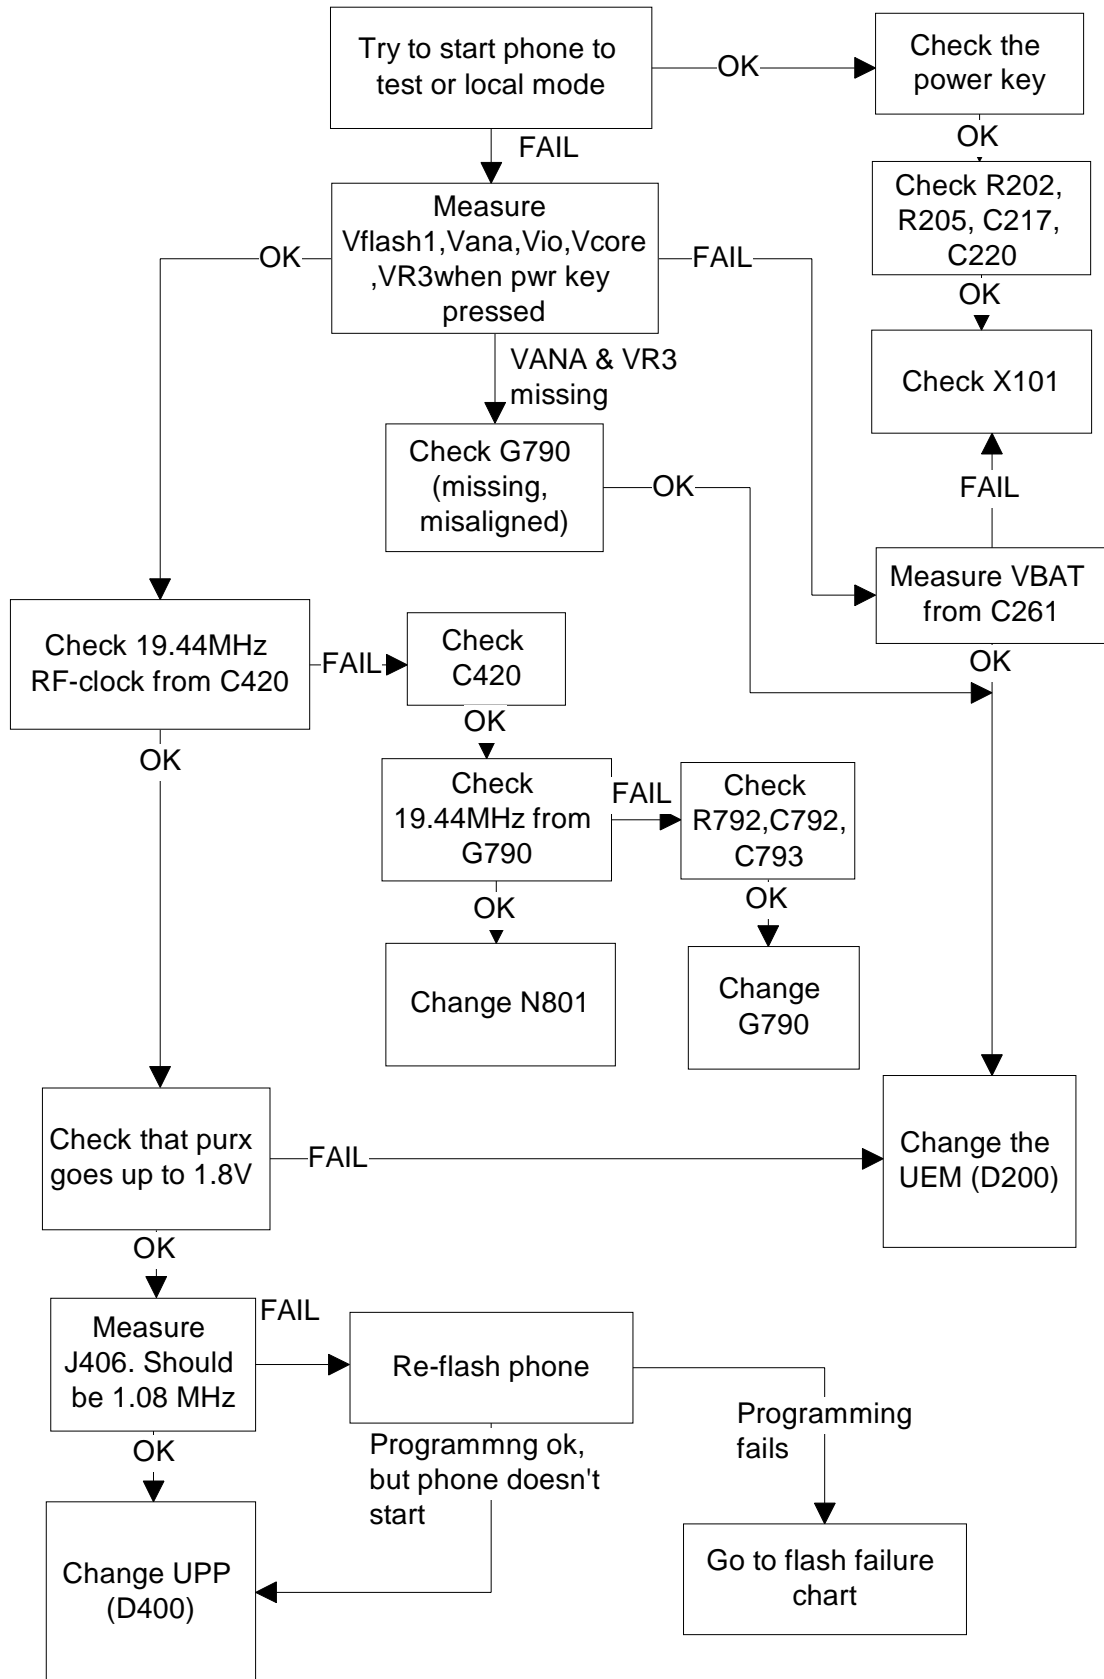 Try to start phone to
test or local mode
OK
Check the
power key
OK
FAIL
Check R202,
R205, C217,
C220
OK
Check X101
Measure
Vflash1,Vana,Vio,Vcore
,VR3when pwr key
pressed
OK
FAIL
VANA & VR3
missing
Check G790
(missing,
misaligned)
OK
FAIL
Measure VBAT
from C261
OK
Check 19.44MHz
RF-clock from C420
FAIL
Check
C420
OK
OK
Check
19.44MHz from
G790
FAIL
Check
R792,C792,
C793
OK
OK
Change N801
Change
G790
Check that purx
goes up to 1.8V
FAIL
Change the
UEM (D200)
OK
Measure
J406. Should
be 1.08 MHz
FAIL
Re-flash phone
OK
Programmng ok,
but phone doesn't
start
Programming
fails
Change UPP
(D400)
Go to flash failure
chart